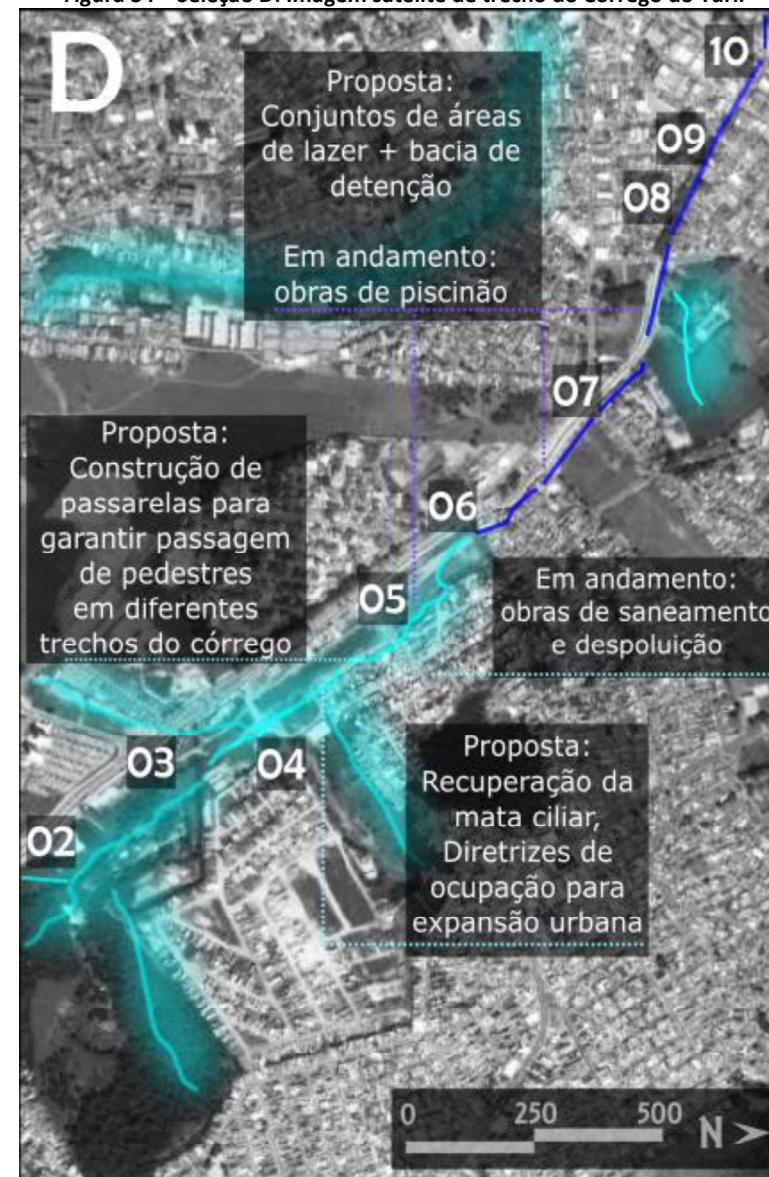 Figura 34 – Seleção D: Imagem satélite de trecho do Córrego do Turi.
D
10
Proposta:
Conjuntos de áreas
de lazer + bacia de
detenção
Em andamento:
obras de piscinão
09
08
07
Proposta:
Construção de
passarelas para
garantir passagem
de pedestres
em diferentes
trechos do córrego
06
05
Em andamento:
obras de saneamento
e despoluição
03
04
02
Proposta:
Recuperação da
mata ciliar,
Diretrizes de
ocupação para
expansão urbana
0 250 500 N